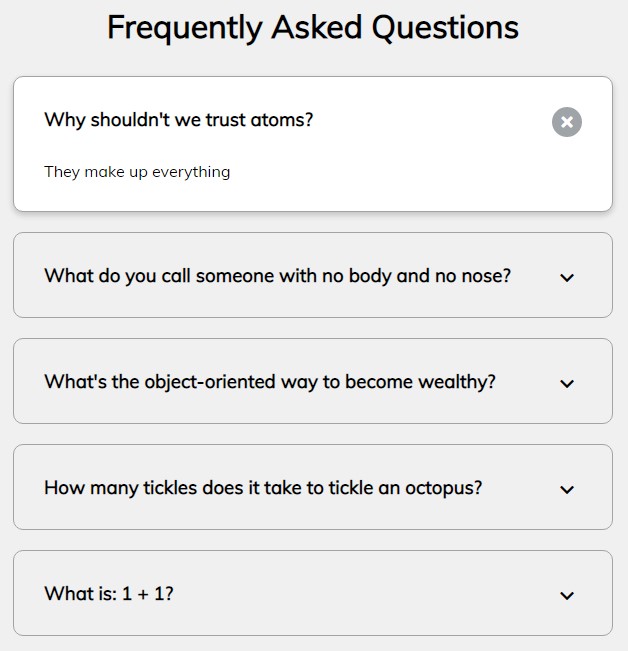 Frequently Asked Questions
Why shouldn't we trust atoms?
They make up everything
What do you call someone with no body and no nose?
What's the object-oriented way to become wealthy?
How many tickles does it take to tickle an octopus?
What is: 1 + 1?